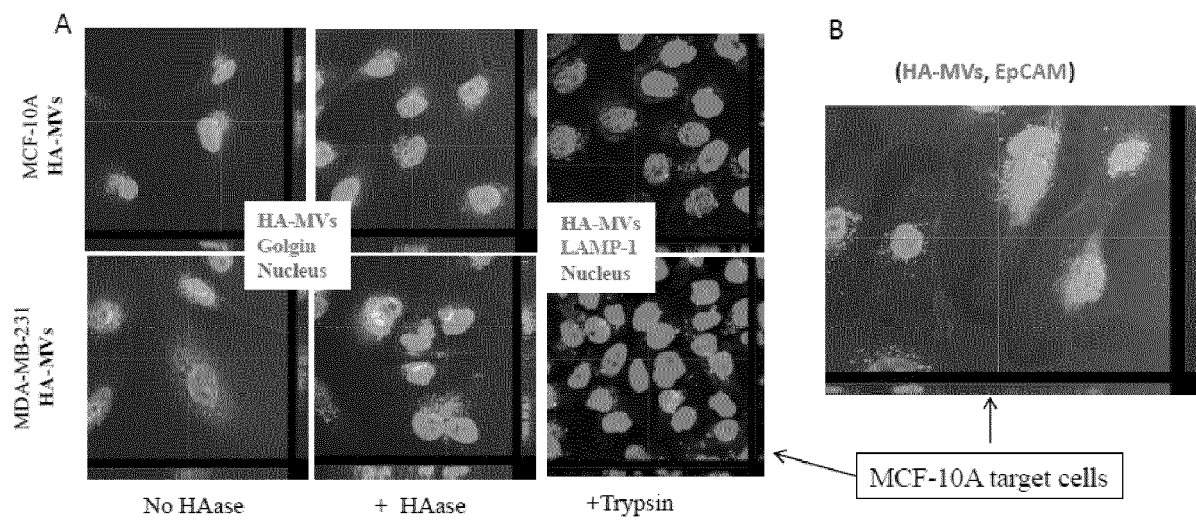 A
B
(HA-MVs, EpCAM)
MCF-10A
HA-MVs
HA-MVs
Golgin
Nucleus
HA-MVs
LAMP-1
Nucleus
MDA-MB-231
HA-MVs
MCF-10A target cells
No HAase
+ HAase
+Trypsin